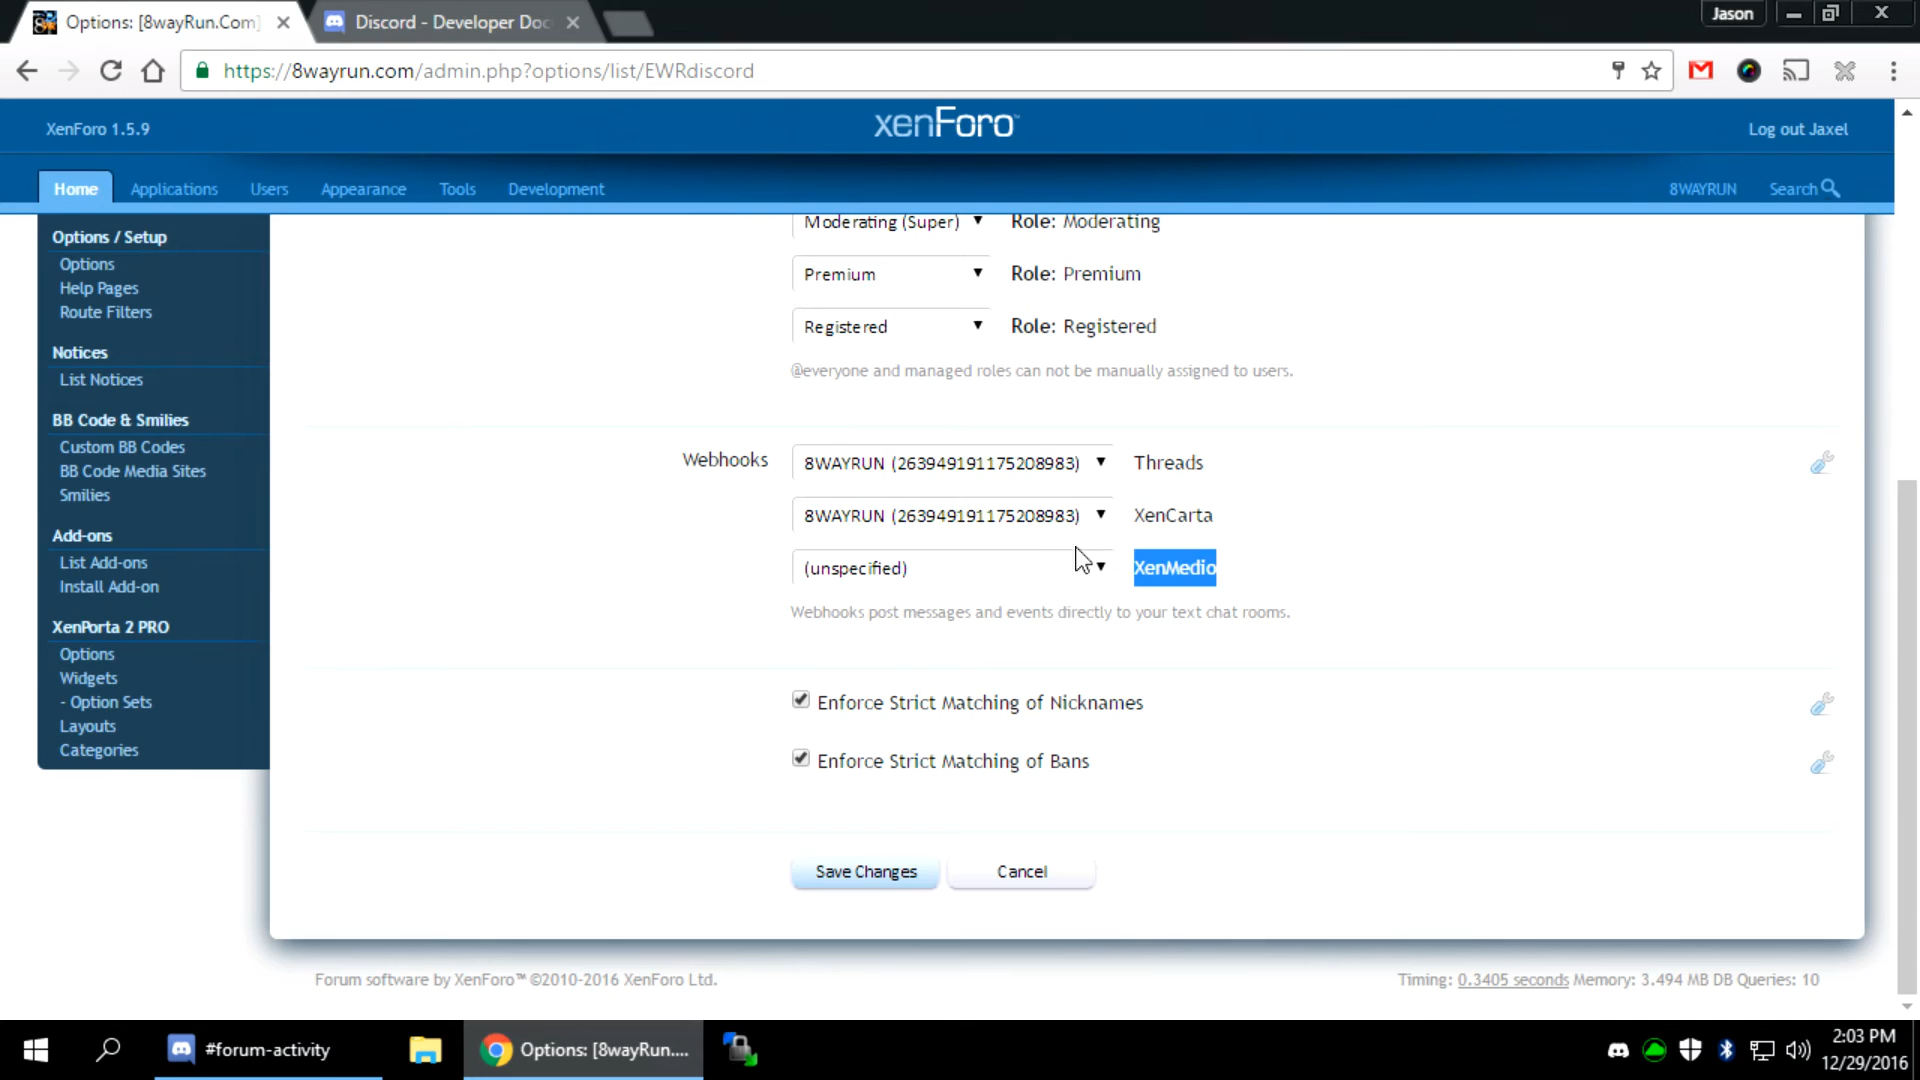 Options: [8wayRun.Com]
Discord - Developer Doc
Jason
https://8wayrun.com/admin.php?options/list/EWRdiscord
XenForo 1.5.9
xenForo™
Log out Jaxel
Home
Applications
Users
Appearance
Tools
Development
8WAYRUN
Search
Options / Setup
Options
Help Pages
Route Filters
Notices
List Notices
BB Code & Smilies
Custom BB Codes
BB Code Media Sites
Smilies
Add-ons
List Add-ons
Install Add-on
XenPorta 2 PRO
Options
Widgets
- Option Sets
Layouts
Categories
Moderating (Super) Role: Moderating
Premium Role: Premium
Registered Role: Registered
@everyone and managed roles can not be manually assigned to users.
Webhooks 8WAYRUN (263949191175208983) Threads
8WAYRUN (263949191175208983) XenCarta
(unspecified) XenMedio
Webhooks post messages and events directly to your text chat rooms.
Enforce Strict Matching of Nicknames
Enforce Strict Matching of Bans
Save Changes
Cancel
Forum software by XenForo™ ©2010-2016 XenForo Ltd.
Timing: 0.3405 seconds Memory: 3.494 MB DB Queries: 10
#forum-activity
Options: [8wayRun....
2:03 PM
12/29/2016